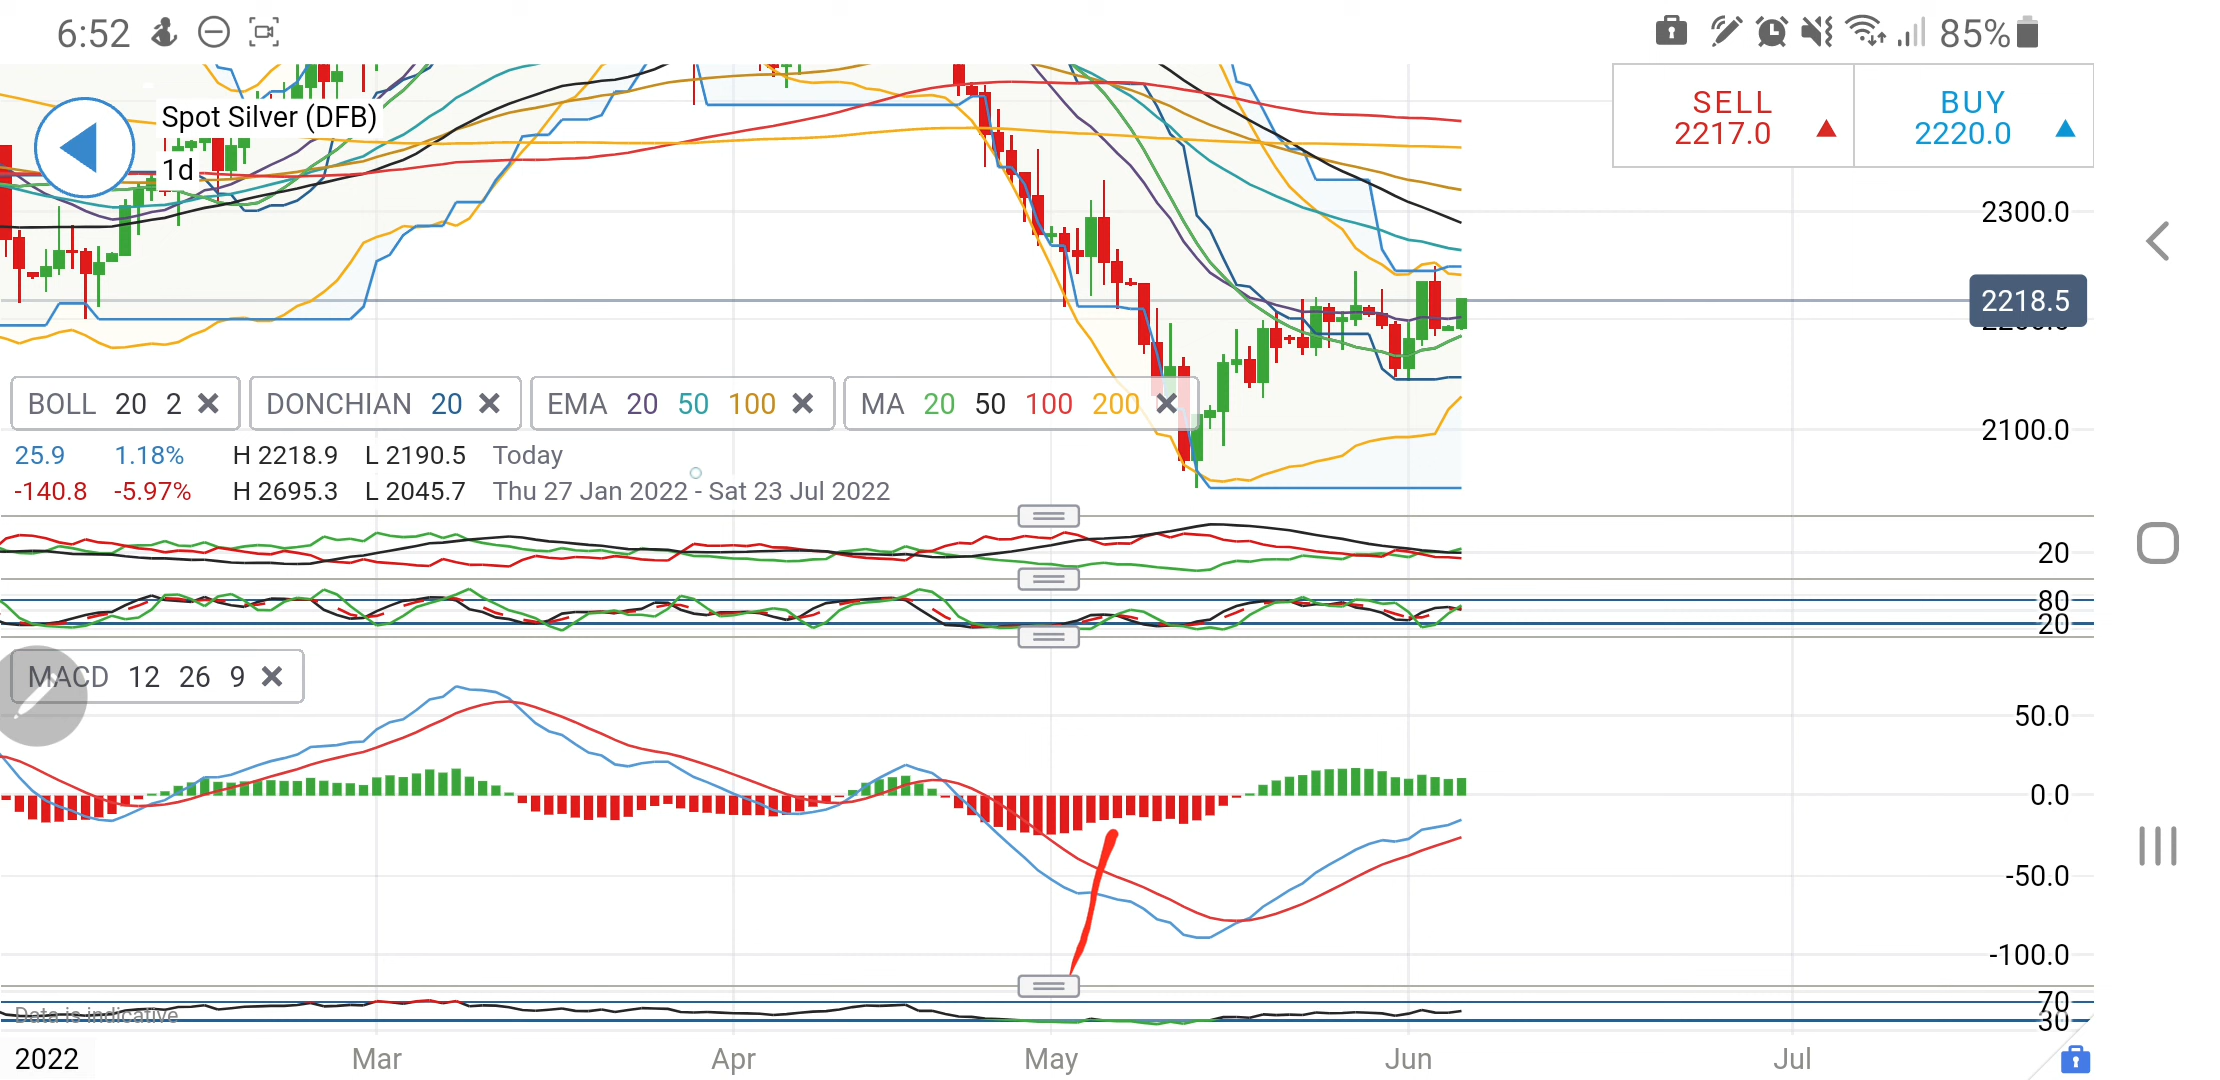 6:52 85%
Spot Silver (DFB)
1d
SELL BUY
2217.0 2220.0
2300.0
2218.5
2100.0
BOLL 20 2 DONCHIAN 20 EMA 20 50 100 MA 20 50 100 200
25.9 1.18% H 2218.9 L 2190.5 Today
-140.8 -5.97% H 2695.3 L 2045.7 Thu 27 Jan 2022 - Sat 23 Jul 2022
20
80
20
MACD 12 26 9
50.0
0.0
-50.0
-100.0
70
Data is indicative
30
2022 Mar Apr May Jun Jul